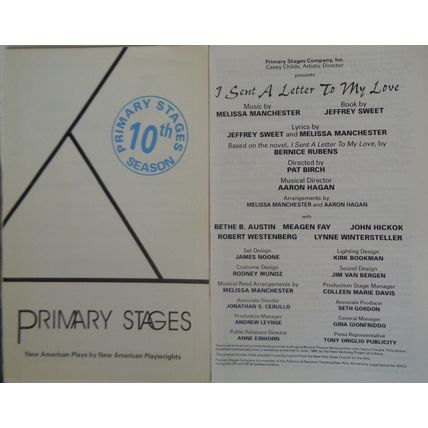 PRIMARY STAGES
10th
SEASON
PRIMARY STAGES
New American Plays by New American Playwrights
Primary Stages Company, Inc.
Casey Childs, Artistic Director
presents
I Sent A Letter To My Love
Music by
MELISSA MANCHESTER
Book by
JEFFREY SWEET
Lyrics by
JEFFREY SWEET and MELISSA MANCHESTER
Based on the novel, I Sent A Letter To My Love, by
BERNICE RUBENS
Directed by
PAT BIRCH
Musical Director
AARON HAGAN
Arrangements by
MELISSA MANCHESTER and AARON HAGAN
with
BETHE B. AUSTIN MEAGEN FAY JOHN HICKOK
ROBERT WESTENBERG LYNNE WINTERSTELLER
Set Design
JAMES NOONE
Lighting Design
KIRK BOOKMAN
Costume Design
RODNEY MUNOZ
Sound Design
JIM VAN BERGEN
Musical Reed Arrangements by
MELISSA MANCHESTER
Production Stage Manager
COLLEEN MARIE DAVIS
Associate Director
JONATHAN S. CERULLO
Associate Producer
SETH GORDON
Production Manager
ANDREW LEYNSE
General Manager
GINA GIONFRIDDO
Public Relations Director
ANNE EINHORN
Press Representative
TONY ORIGLIO PUBLICITY